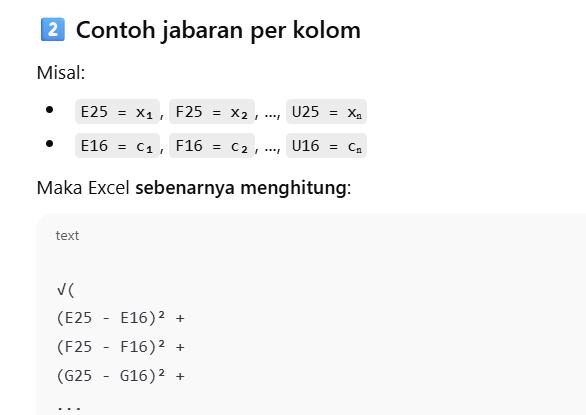 2 Contoh jabaran per kolom
Misal:
• E25 = x₁, F25 = x₂, ..., U25 = xₙ
• E16 = c₁, F16 = c₂, ..., U16 = cₙ
Maka Excel sebenarnya menghitung:
text
√(
(E25 - E16)² +
(F25 - F16)² +
(G25 - G16)² +
...